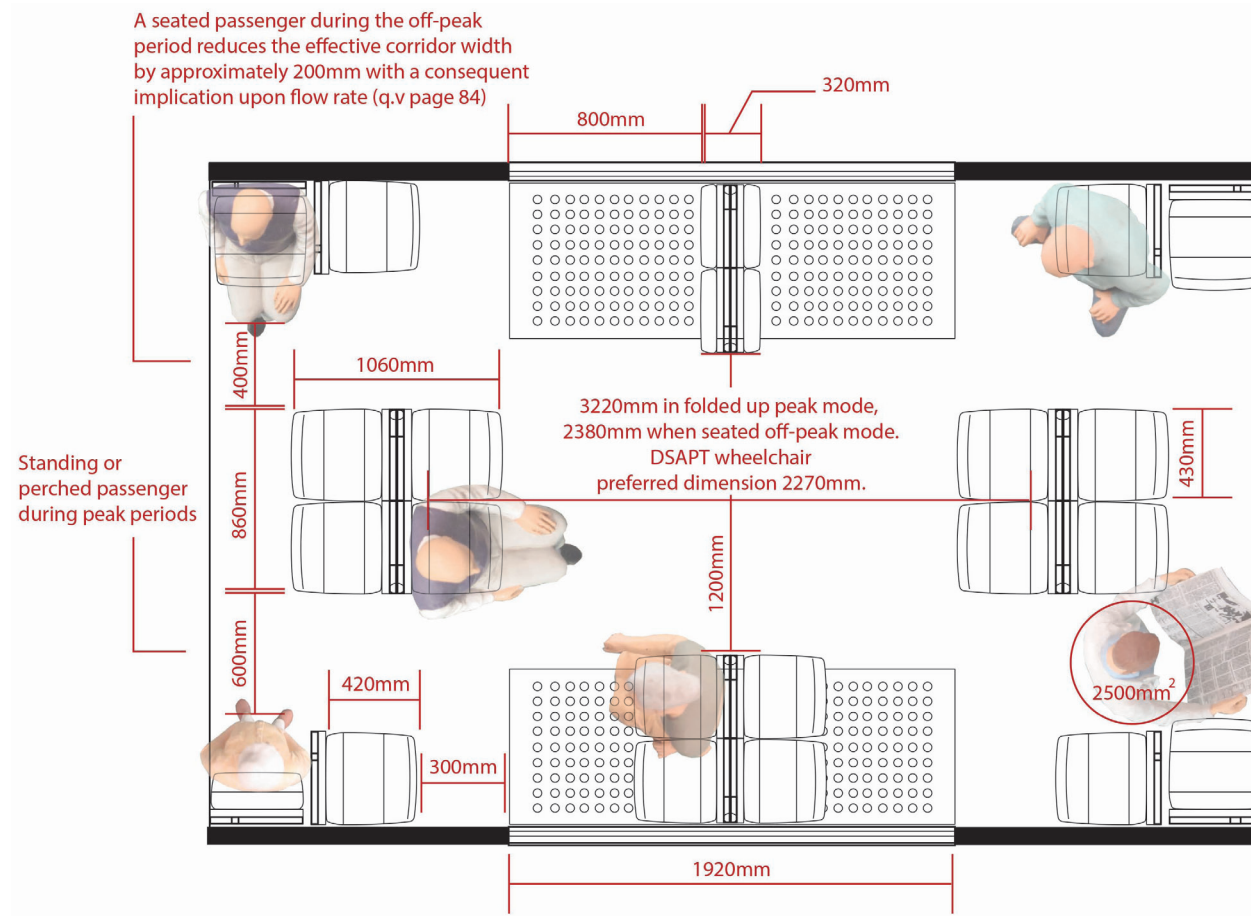 A seated passenger during the off-peak
period reduces the effective corridor width
by approximately 200mm with a consequent
implication upon flow rate (q.v page 84)
320mm
800mm
400mm
1060mm
3220mm in folded up peak mode,
2380mm when seated off-peak mode.
DSAPT wheelchair
preferred dimension 2270mm.
430mm
Standing or
perched passenger
during peak periods
860mm
1200mm
600mm
420mm
2500mm²
300mm
1920mm